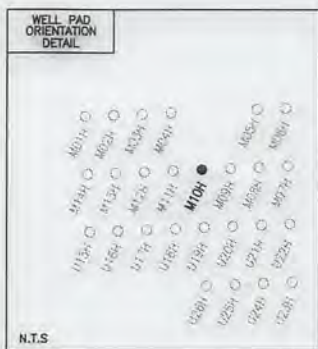 WELL PAD
ORIENTATION
DETAIL
M01H M02H M03H M04H M05H M06H
M14H M13H M12H M11H M10H M09H M08H M07H
U15H U16H U17H U18H U19H U20H U21H U22H
U26H U25H U24H U23H
N.T.S